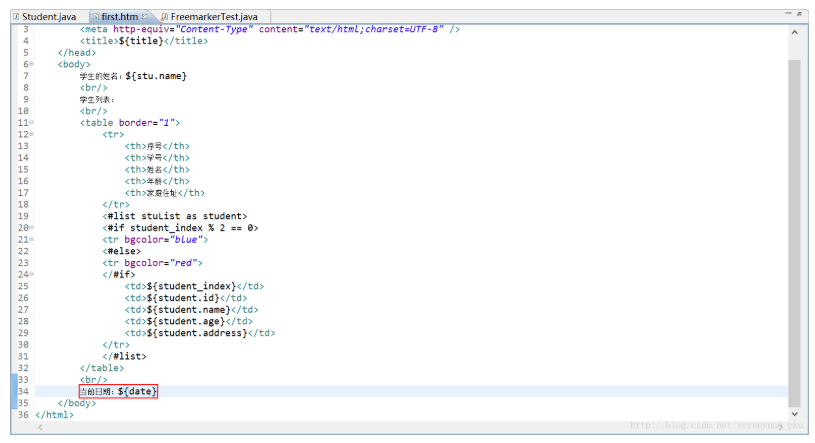 Student.java first.htm FreemarkerTest.java
3 <meta http-equiv="Content-Type" content="text/html;charset=UTF-8" />
4 <title>${title}</title>
5 </head>
6 <body>
7 学生的姓名：${stu.name}
8 <br/>
9 学生列表：
10 <br/>
11 <table border="1">
12 <tr>
13 <th>序号</th>
14 <th>学号</th>
15 <th>姓名</th>
16 <th>年龄</th>
17 <th>家庭住址</th>
18 </tr>
19 <#list stuList as student>
20 <#if student_index % 2 == 0>
21 <tr bgcolor="blue">
22 <#else>
23 <tr bgcolor="red">
24 </#if>
25 <td>${student_index}</td>
26 <td>${student.id}</td>
27 <td>${student.name}</td>
28 <td>${student.age}</td>
29 <td>${student.address}</td>
30 </tr>
31 </#list>
32 </table>
33 <br/>
34 当前日期：${date}
35 </body>
36 </html>